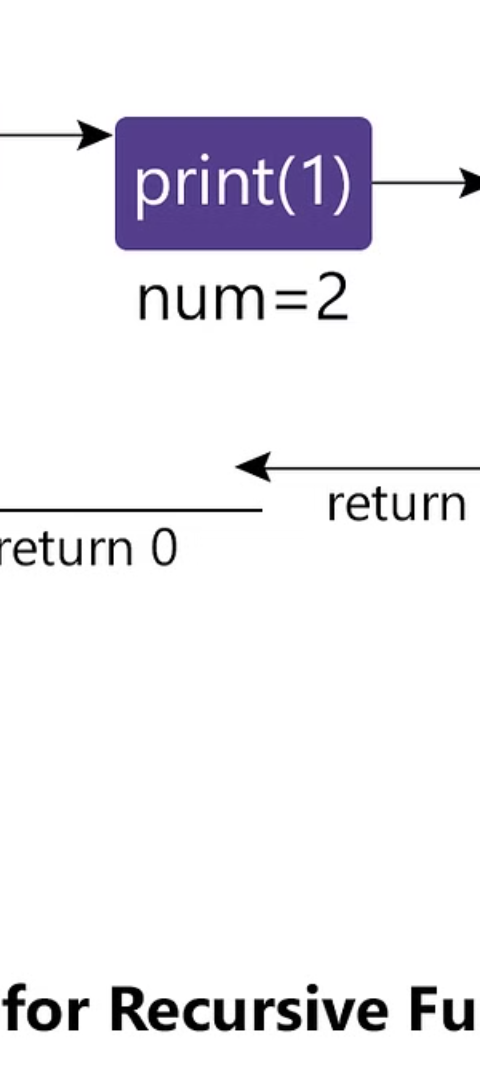 print(1)
num=2
return
return 0
for Recursive Fu